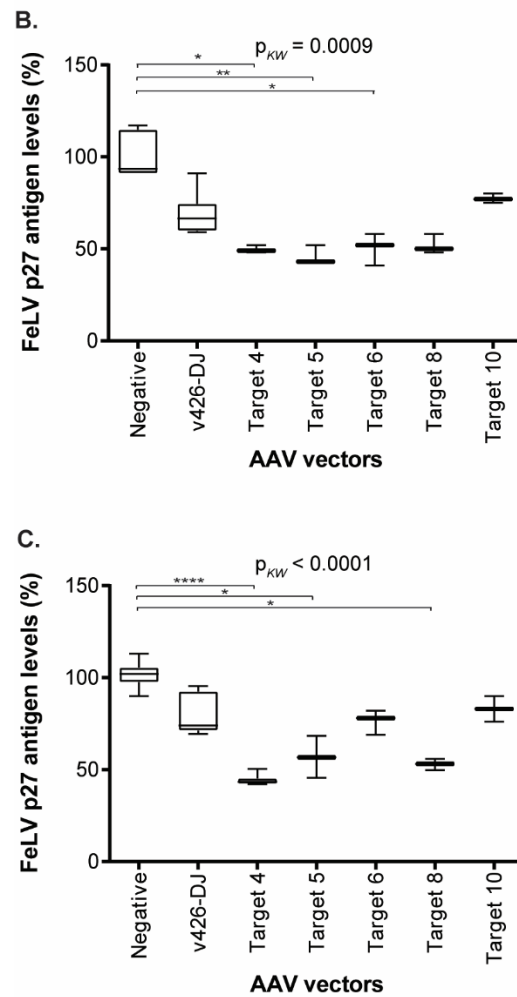 B.
pKW = 0.0009
*
**
*
FeLV p27 antigen levels (%)
150
100
50
0
Negative
v426-DJ
Target 4
Target 5
Target 6
Target 8
Target 10
AAV vectors
C.
pKW < 0.0001
****
*
*
FeLV p27 antigen levels (%)
150
100
50
0
Negative
v426-DJ
Target 4
Target 5
Target 6
Target 8
Target 10
AAV vectors